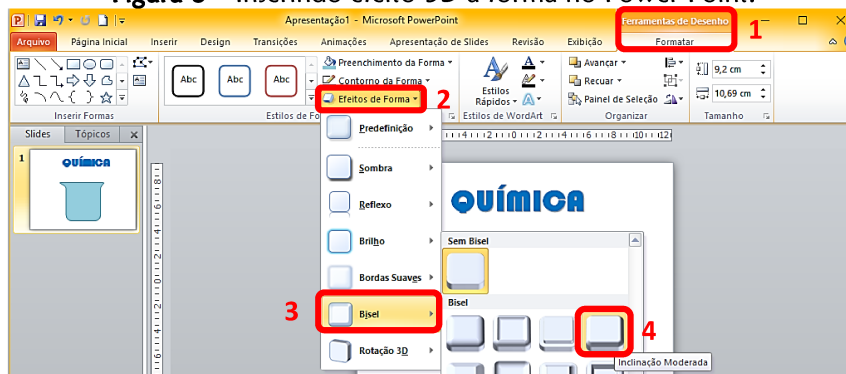 Figura 3 – Inserindo efeito 3D à forma no Power Point.
Apresentação1 - Microsoft PowerPoint
Ferramentas de Desenho
1
Arquivo Página Inicial Inserir Design Transições Animações Apresentação de Slides Revisão Exibição Formatar
Abc Abc Abc
Preenchimento da Forma
Contorno da Forma
Efeitos de Forma
2
Estilos Rápidos
A
Avançar
Recuar
Painel de Seleção
9,2 cm
10,69 cm
Inserir Formas Estilos de Fo Estilos de WordArt Organizar Tamanho
Slides Tópicos x
1
QUÍMICA
Predefinição
Sombra
Reflexo
Brilho
Bordas Suaves
3
Bisel
Rotação 3D
QUÍMICA
Sem Bisel
Bisel
4
Inclinação Moderada